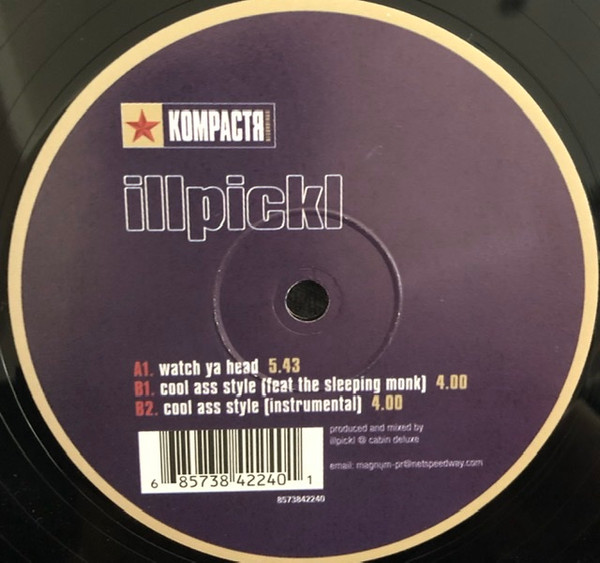 KOMPACTЯ
illpickl
A1. watch ya head 5.43
B1. cool ass style [feat the sleeping monk] 4.00
B2. cool ass style [instrumental] 4.00
produced and mixed by
illpickl @ cabin deluxe
email: magnum-pr@netspeedway.com
6 85738 42240 1
8573842240